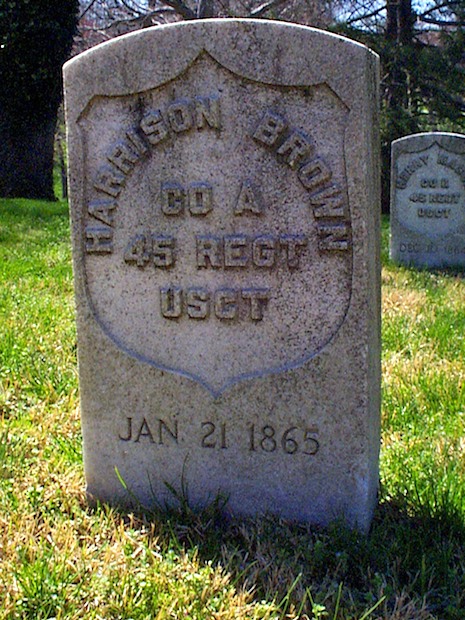 HARRISON BROWN
CO A
45 REGT
USCT
JAN. 21 1865
CO B
45 REGT
USCT